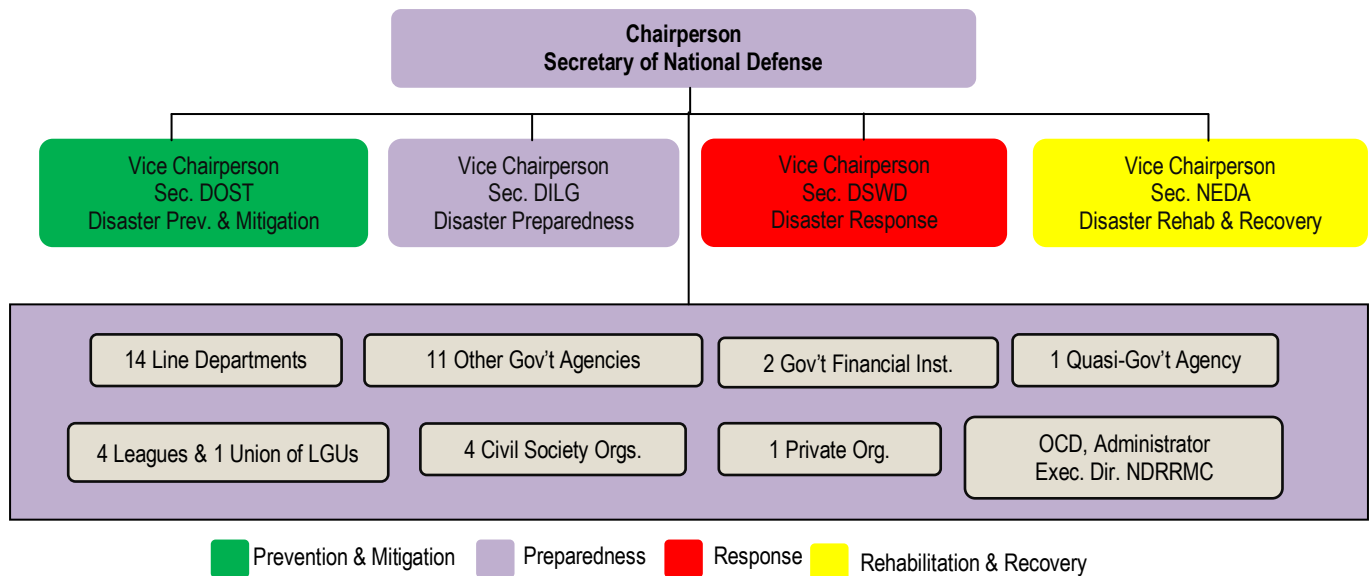 Chairperson
Secretary of National Defense
Vice Chairperson
Sec. DOST
Disaster Prev. & Mitigation
Vice Chairperson
Sec. DILG
Disaster Preparedness
Vice Chairperson
Sec. DSWD
Disaster Response
Vice Chairperson
Sec. NEDA
Disaster Rehab & Recovery
14 Line Departments
11 Other Gov’t Agencies
2 Gov’t Financial Inst.
1 Quasi-Gov’t Agency
4 Leagues & 1 Union of LGUs
4 Civil Society Orgs.
1 Private Org.
OCD, Administrator
Exec. Dir. NDRRMC
Prevention & Mitigation
Preparedness
Response
Rehabilitation & Recovery